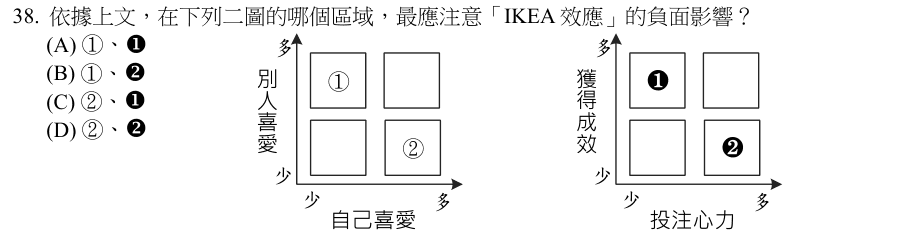 38. 依據上文，在下列二圖的哪個區域，最應注意「IKEA 效應」的負面影響？
(A) ①、❶
(B) ①、❷
(C) ②、❶
(D) ②、❷
多
別人喜愛
少
①
②
少
多
自己喜愛
多
獲得成效
少
❶
❷
少
多
投注心力